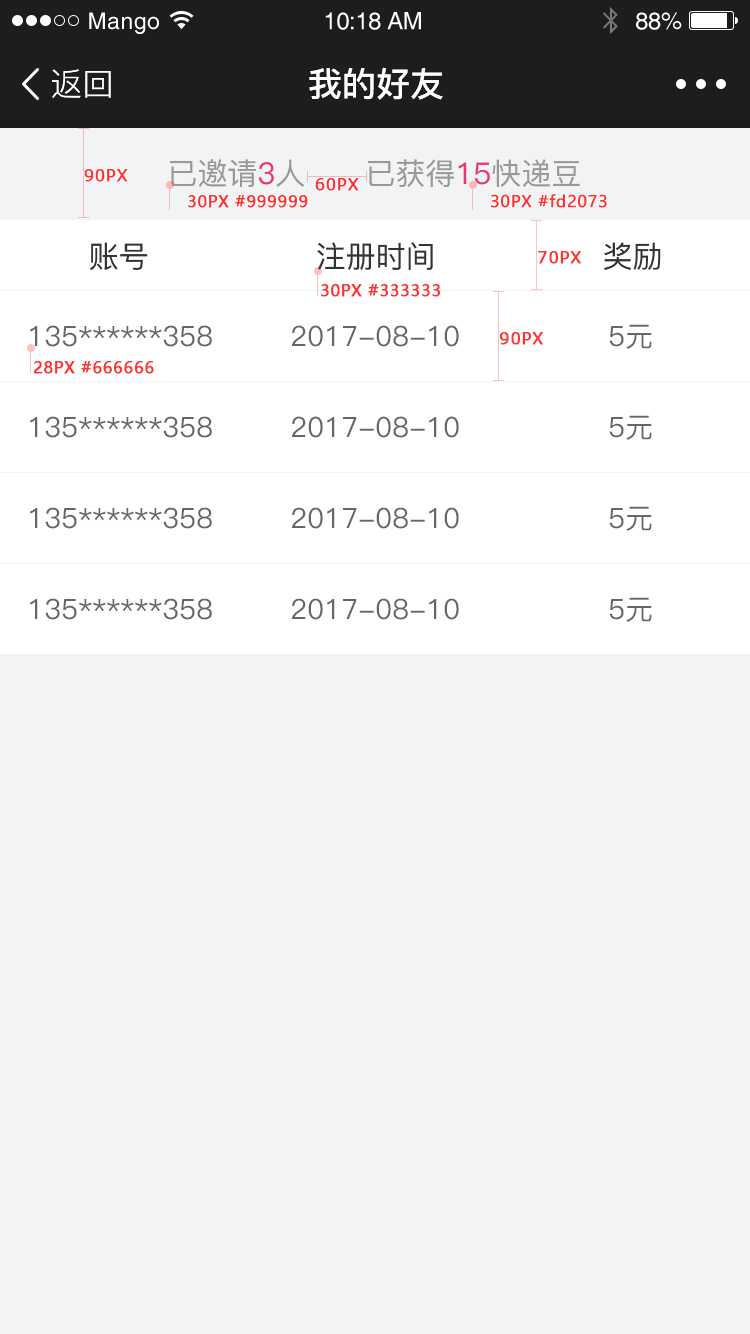 Mango 10:18 AM 88%
返回 我的好友
90PX 已邀请3人 60PX 已获得15快递豆
30PX #999999 30PX #fd2073
账号 注册时间 70PX 奖励
30PX #333333
135******358 2017-08-10 90PX 5元
28PX #666666
135******358 2017-08-10 5元
135******358 2017-08-10 5元
135******358 2017-08-10 5元